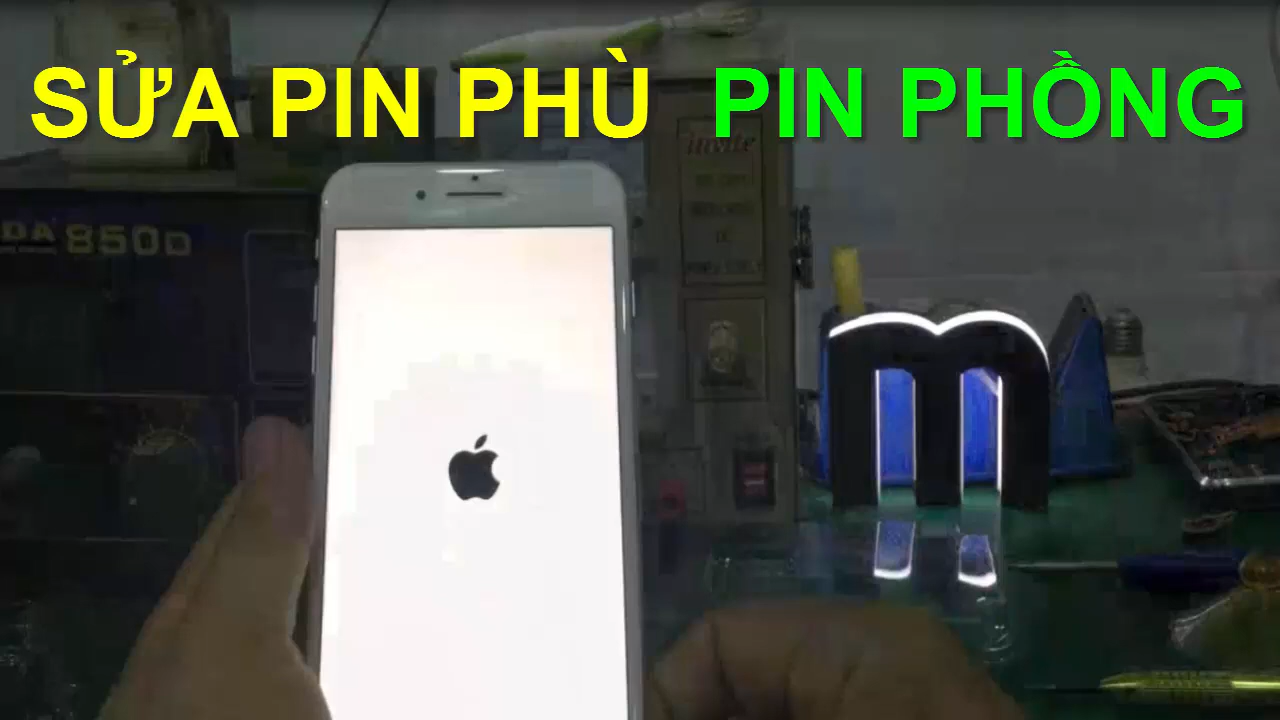 SỬA PIN PHÙ PIN PHỒNG
DA 850D
m